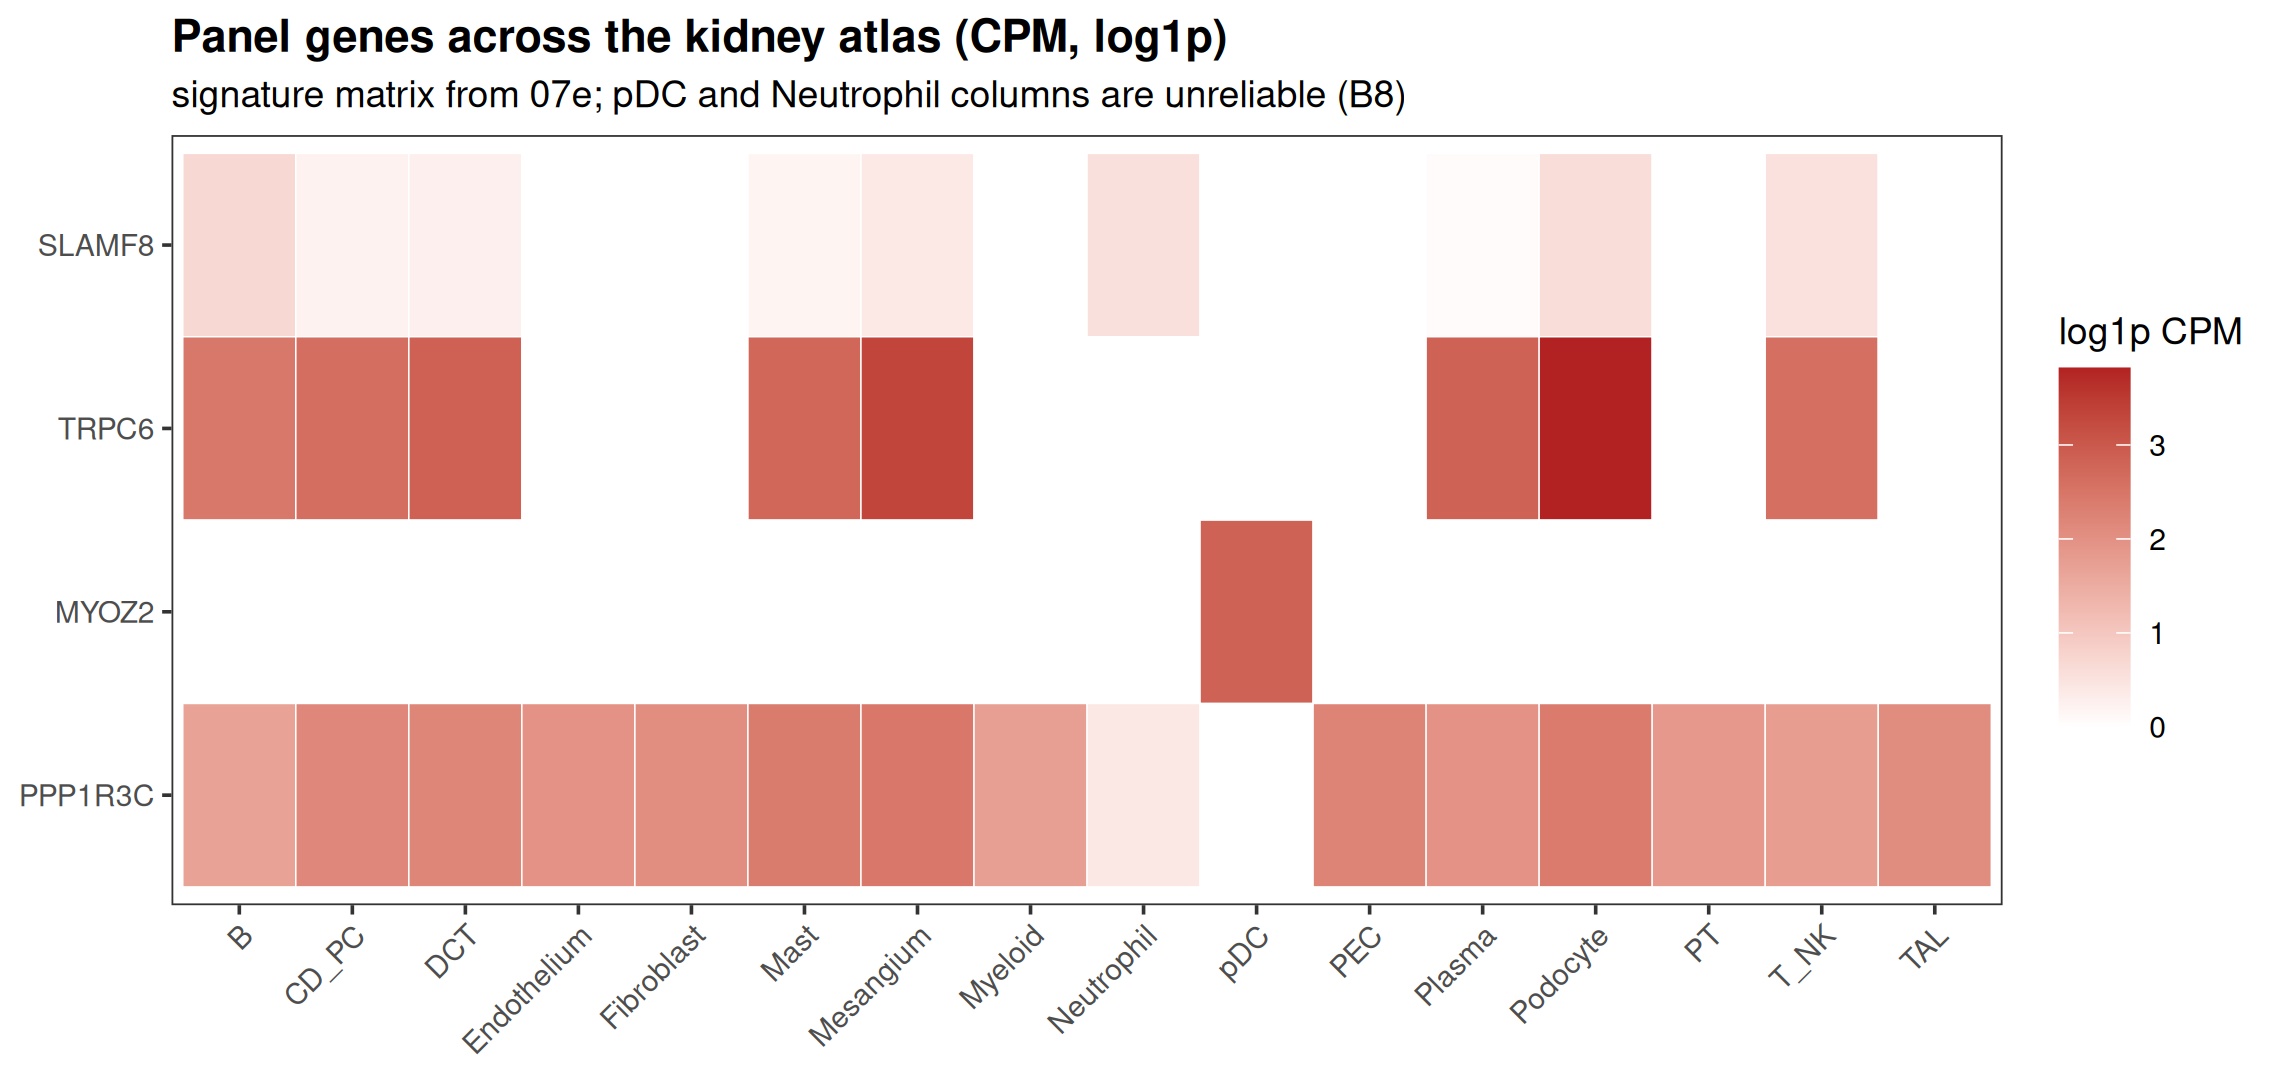 Panel genes across the kidney atlas (CPM, log1p)
signature matrix from 07e; pDC and Neutrophil columns are unreliable (B8)
SLAMF8
TRPC6
MYOZ2
PPP1R3C
B
CD_PC
DCT
Endothelium
Fibroblast
Mast
Mesangium
Myeloid
Neutrophil
pDC
PEC
Plasma
Podocyte
PT
T_NK
TAL
log1p CPM
3
2
1
0